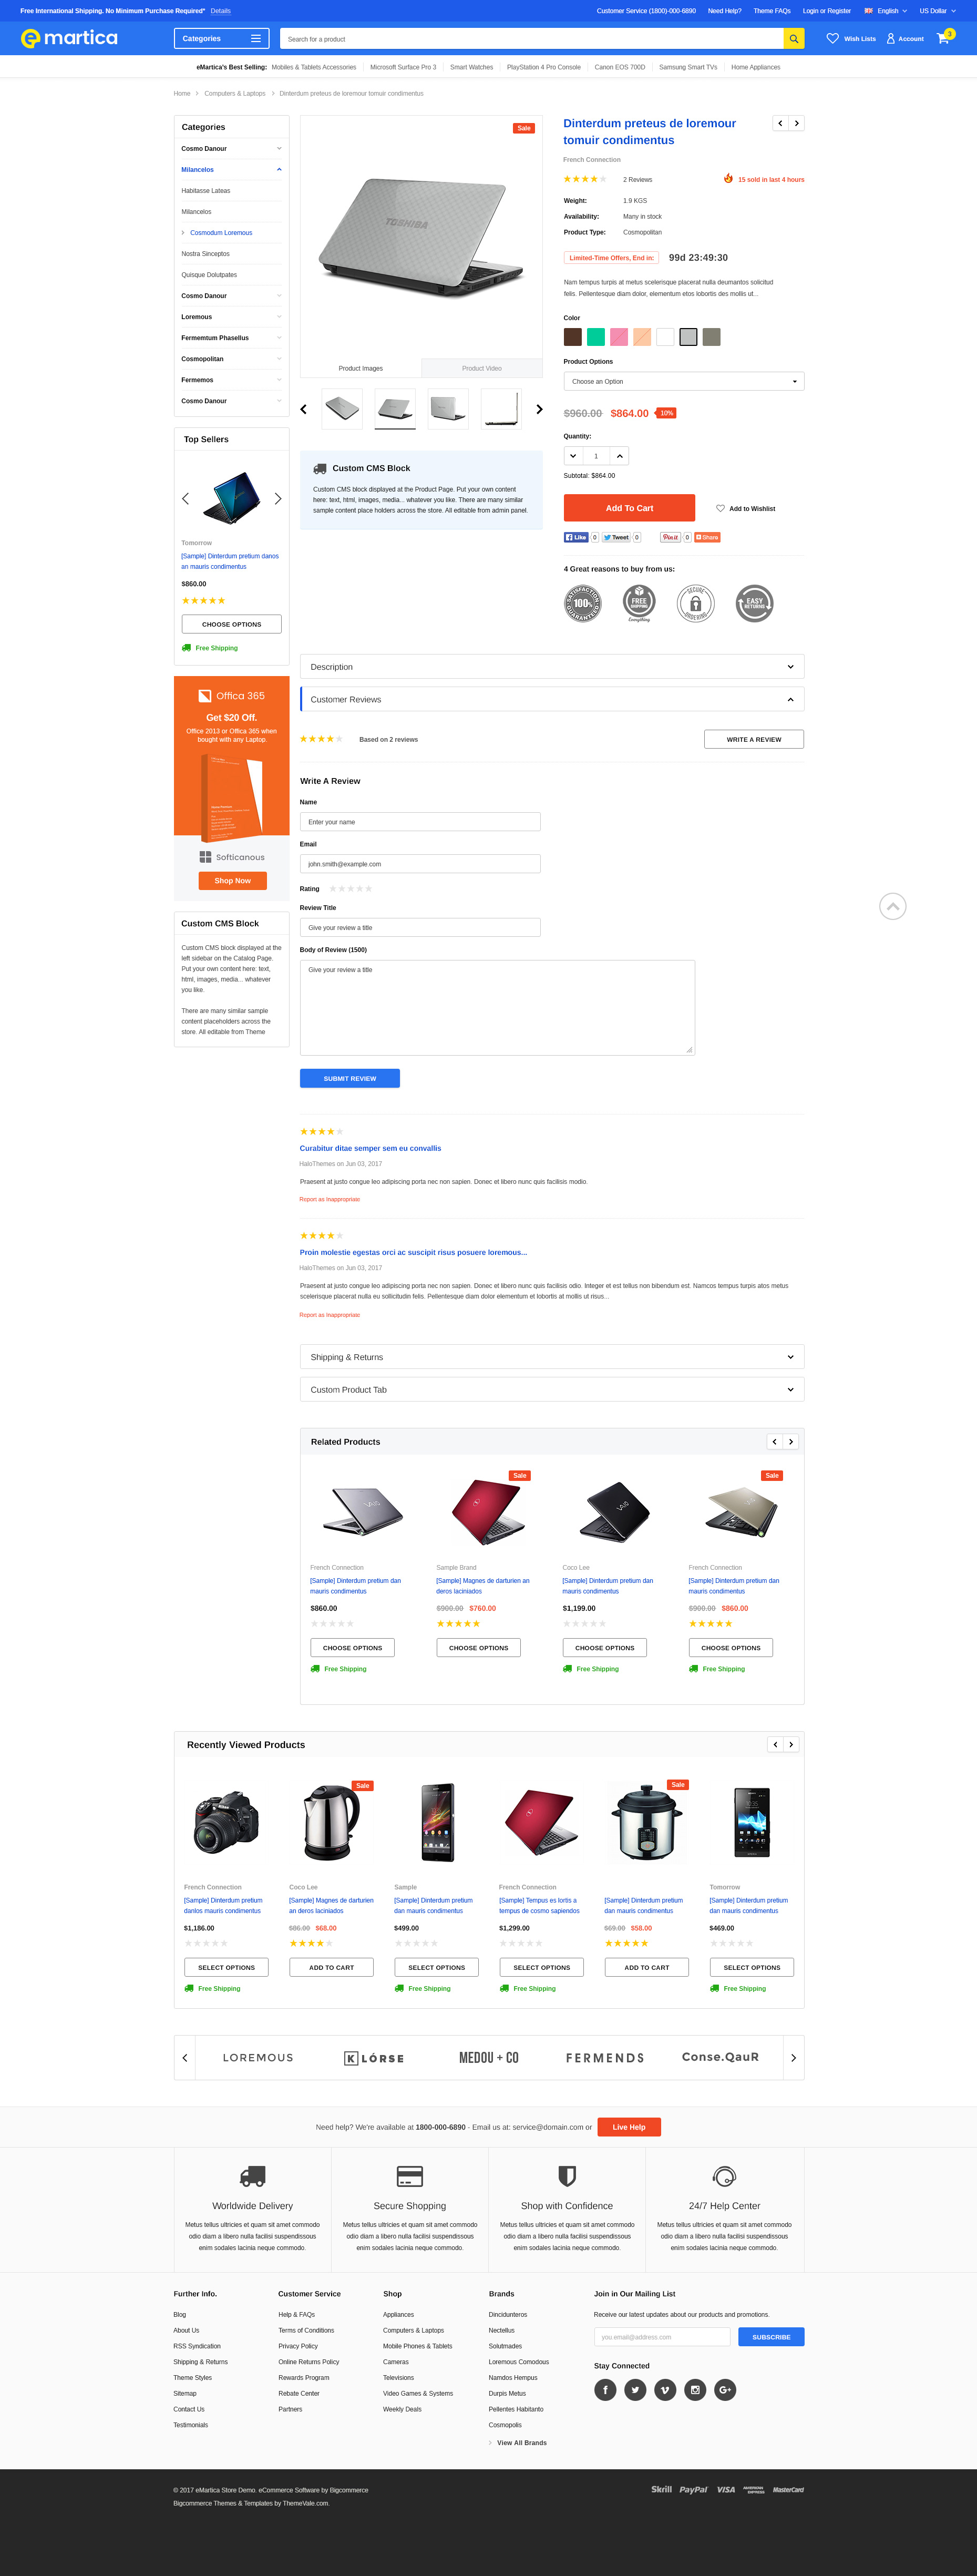 Free International Shipping. No Minimum Purchase Required* Details
Customer Service (1800)-000-6890 Need Help? Theme FAQs Login or Register English US Dollar
martica
Categories
Search for a product
Wish Lists Account 3
eMartica's Best Selling: Mobiles & Tablets Accessories Microsoft Surface Pro 3 Smart Watches PlayStation 4 Pro Console Canon EOS 700D Samsung Smart TVs Home Appliances
Home Computers & Laptops Dinterdum preteus de loremour tomuir condimentus
Categories
Cosmo Danour
Milancelos
Habitasse Lateas
Milancelos
Cosmodum Loremous
Nostra Sinceptos
Quisque Dolutpates
Cosmo Danour
Loremous
Fermemtum Phasellus
Cosmopolitan
Fermemos
Cosmo Danour
Top Sellers
Tomorrow
[Sample] Dinterdum pretium danos
an mauris condimentus
$860.00
CHOOSE OPTIONS
Free Shipping
Offica 365
Get $20 Off.
Office 2013 or Office 365 when
bought with any Laptop.
Softicanous
Shop Now
Custom CMS Block
Custom CMS block displayed at the
left sidebar on the Catalog Page.
Put your own content here: text,
html, images, media... whatever
you like.
There are many similar sample
content placeholders across the
store. All editable from Theme
Sale
TOSHIBA
Product Images
Product Video
Custom CMS Block
Custom CMS block displayed at the Product Page. Put your own content
here: text, html, images, media... whatever you like. There are many similar
sample content place holders across the store. All editable from admin panel.
Dinterdum preteus de loremour
tomuir condimentus
French Connection
2 Reviews
15 sold in last 4 hours
Weight: 1.9 KGS
Availability: Many in stock
Product Type: Cosmopolitan
Limited-Time Offers, End in: 99d 23:49:30
Nam tempus turpis at metus scelerisque placerat nulla deumantos solicitud
felis. Pellentesque diam dolor, elementum etos lobortis des mollis ut...
Color
Product Options
Choose an Option
$960.00 $864.00 10%
Quantity:
1
Subtotal: $864.00
Add To Cart
Add to Wishlist
Like 0 Tweet 0 Pin it 0 Share
4 Great reasons to buy from us:
SATISFACTORY 100% GUARANTEED
FREE SHIPPING Everything
SECURE ORDERING
EASY RETURNS
Description
Customer Reviews
Based on 2 reviews
WRITE A REVIEW
Write A Review
Name
Enter your name
Email
john.smith@example.com
Rating
Review Title
Give your review a title
Body of Review (1500)
Give your review a title
SUBMIT REVIEW
Curabitur ditae semper sem eu convallis
HaloThemes on Jun 03, 2017
Praesent at justo congue leo adipiscing porta nec non sapien. Donec et libero nunc quis facilisis modio.
Report as Inappropriate
Proin molestie egestas orci ac suscipit risus posuere loremous...
HaloThemes on Jun 03, 2017
Praesent at justo congue leo adipiscing porta nec non sapien. Donec et libero nunc quis facilisis odio. Integer et est tellus non bibendum est. Namcos tempus turpis atos metus
scelerisque placerat nulla eu sollicitudin felis. Pellentesque diam dolor elementum et lobortis at mollis ut risus...
Report as Inappropriate
Shipping & Returns
Custom Product Tab
Related Products
Sale Sale
French Connection Sample Brand Coco Lee French Connection
[Sample] Dinterdum pretium dan [Sample] Magnes de darturien an [Sample] Dinterdum pretium dan [Sample] Dinterdum pretium dan
mauris condimentus deros laciniados mauris condimentus mauris condimentus
$860.00 $900.00 $760.00 $1,199.00 $900.00 $860.00
CHOOSE OPTIONS CHOOSE OPTIONS CHOOSE OPTIONS CHOOSE OPTIONS
Free Shipping Free Shipping Free Shipping
Recently Viewed Products
Sale Sale
French Connection Coco Lee Sample French Connection Tomorrow
[Sample] Dinterdum pretium [Sample] Magnes de darturien [Sample] Dinterdum pretium [Sample] Tempus es lortis a [Sample] Dinterdum pretium [Sample] Dinterdum pretium
danlos mauris condimentus an deros laciniados dan mauris condimentus tempus de cosmo sapiendos dan mauris condimentus dan mauris condimentus
$1,186.00 $86.00 $68.00 $499.00 $1,299.00 $69.00 $58.00 $469.00
SELECT OPTIONS ADD TO CART SELECT OPTIONS SELECT OPTIONS ADD TO CART SELECT OPTIONS
Free Shipping Free Shipping Free Shipping Free Shipping
LOREMOUS K LÓRSE MEDOU + CO FERMENDS Conse.QauR
Need help? We're available at 1800-000-6890 - Email us at: service@domain.com or Live Help
Worldwide Delivery Secure Shopping Shop with Confidence 24/7 Help Center
Metus tellus ultricies et quam sit amet commodo Metus tellus ultricies et quam sit amet commodo Metus tellus ultricies et quam sit amet commodo Metus tellus ultricies et quam sit amet commodo
odio diam a libero nulla facilisi suspendissous odio diam a libero nulla facilisi suspendissous odio diam a libero nulla facilisi suspendissous odio diam a libero nulla facilisi suspendissous
enim sodales lacinia neque commodo. enim sodales lacinia neque commodo. enim sodales lacinia neque commodo. enim sodales lacinia neque commodo.
Further Info.
Blog
About Us
RSS Syndication
Shipping & Returns
Theme Styles
Sitemap
Contact Us
Testimonials
Customer Service
Help & FAQs
Terms of Conditions
Privacy Policy
Online Returns Policy
Rewards Program
Rebate Center
Partners
Shop
Appliances
Computers & Laptops
Mobile Phones & Tablets
Cameras
Televisions
Video Games & Systems
Weekly Deals
Brands
Dincidunteros
Nectellus
Solutmades
Loremous Comodous
Namdos Hempus
Durpis Metus
Pellentes Habitanto
Cosmopolis
View All Brands
Join in Our Mailing List
Receive our latest updates about our products and promotions.
you.email@address.com
SUBSCRIBE
Stay Connected
© 2017 eMartica Store Demo. eCommerce Software by Bigcommerce
Bigcommerce Themes & Templates by ThemeVale.com.
Skrill PayPal VISA AMERICAN EXPRESS MasterCard